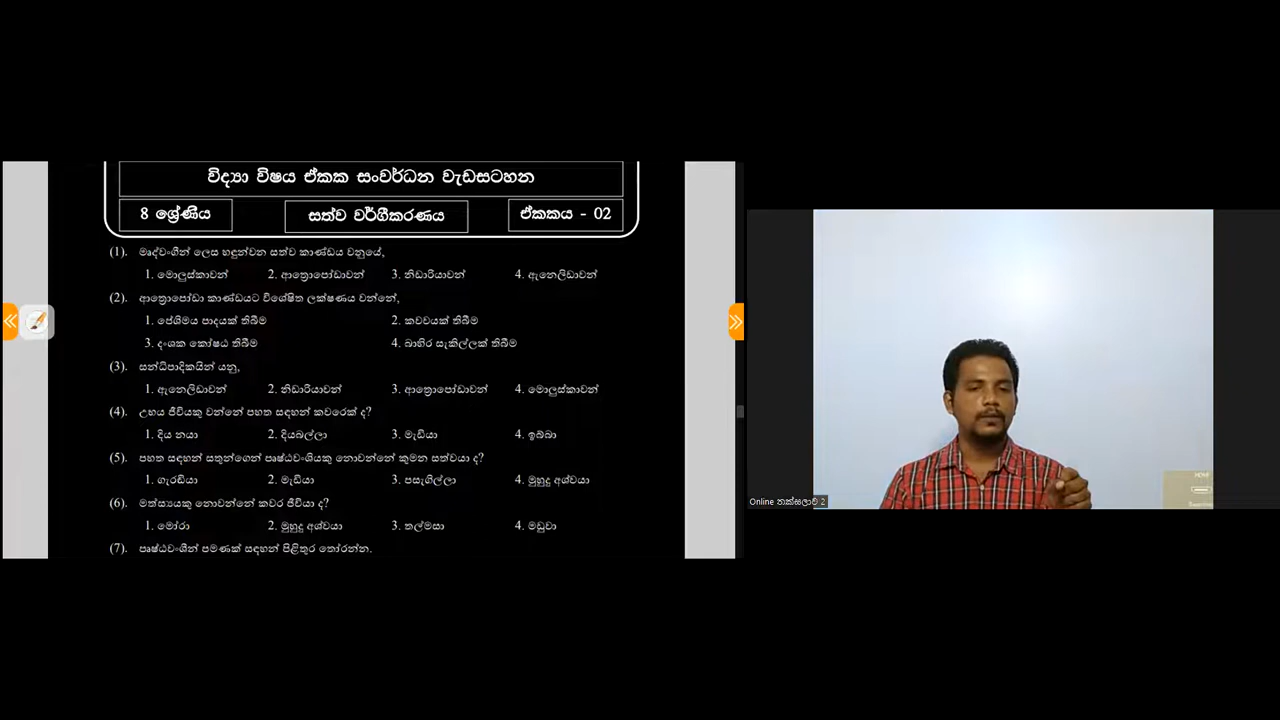 විද්‍යා විෂය ඒකක සංවර්ධන වැඩසටහන
8 ශ්‍රේණිය සත්ව වර්ගීකරණය ඒකකය - 02
(1). මෘද්වංගීන් ලෙස හඳුන්වන සත්ව කාණ්ඩය වනුයේ,
1. මොලුස්කාවන් 2. ආත්‍රොපෝඩාවන් 3. නිඩාරියාවන් 4. ඇනෙලිඩාවන්
(2). ආත්‍රොපෝඩා කාණ්ඩයට විශේෂිත ලක්ෂණය වන්නේ,
1. පේශිමය පාදයක් තිබීම 2. කවචයක් තිබීම
3. දංශක කෝෂඨ තිබීම 4. බාහිර සැකිල්ලක් තිබීම
(3). සන්ධිපාදිකයින් යනු,
1. ඇනෙලිඩාවන් 2. නිඩාරියාවන් 3. ආත්‍රොපෝඩාවන් 4. මොලුස්කාවන්
(4). උභය ජීවියකු වන්නේ පහත සඳහන් කවරෙක් ද?
1. දිය නයා 2. දියබල්ලා 3. මැඩියා 4. ඉබ්බා
(5). පහත සඳහන් සතුන්ගෙන් පෘෂ්ඨවංශියකු නොවන්නේ කුමන සත්වයා ද?
1. ගැරඩියා 2. මැඩියා 3. පසැඟිල්ලා 4. මුහුදු අශ්වයා
(6). මත්ස්‍යයකු නොවන්නේ කවර ජීවියා ද?
1. මෝරා 2. මුහුදු අශ්වයා 3. තල්මසා 4. මඩුවා
(7). පෘෂ්ඨවංශීන් පමණක් සඳහන් පිළිතුර තෝරන්න.
Online තක්සලාව 2